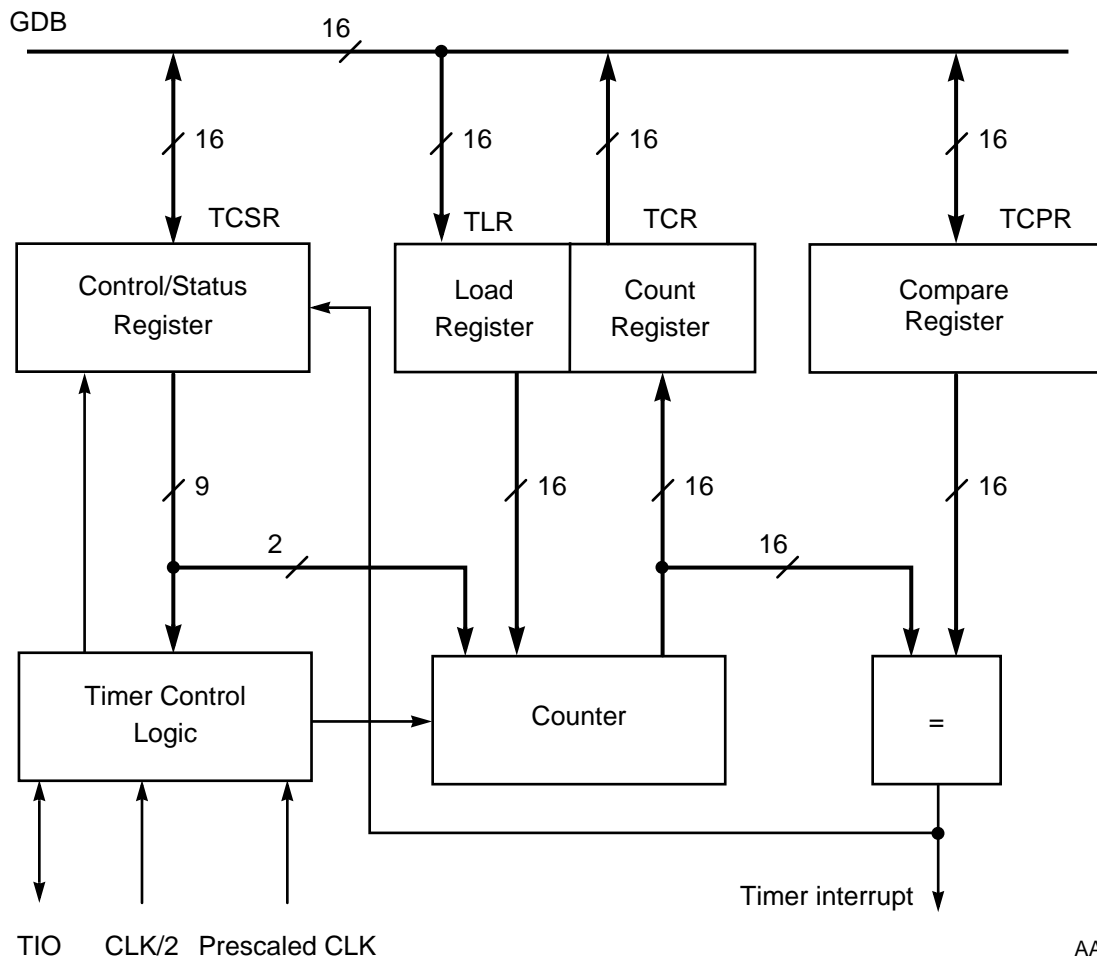 GDB
16
16
16
16
16
TCSR
TLR
TCR
TCPR
Control/Status
Register
Load
Register
Count
Register
Compare
Register
9
16
16
16
2
16
Timer Control
Logic
Counter
=
Timer interrupt
TIO
CLK/2
Prescaled CLK
AA